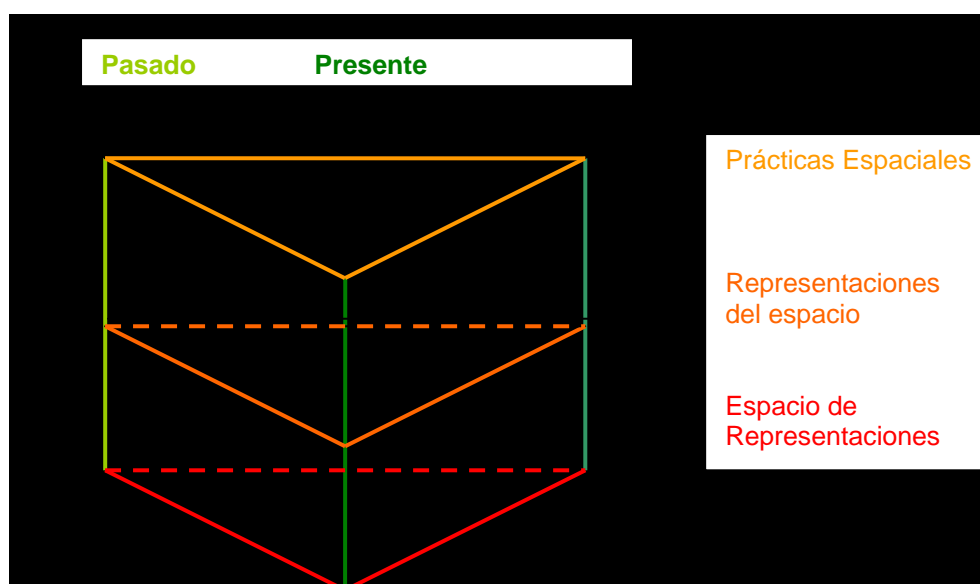 Pasado Presente
Prácticas Espaciales
Representaciones
del espacio
Espacio de
Representaciones